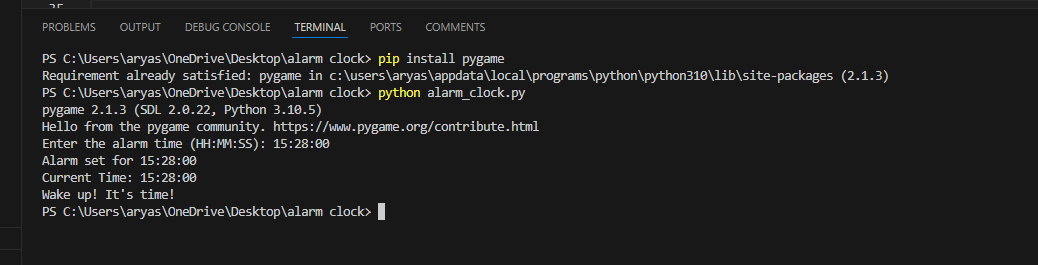 35
PROBLEMS OUTPUT DEBUG CONSOLE TERMINAL PORTS COMMENTS
PS C:\Users\aryas\OneDrive\Desktop\alarm clock> pip install pygame
Requirement already satisfied: pygame in c:\users\aryas\appdata\local\programs\python\python310\lib\site-packages (2.1.3)
PS C:\Users\aryas\OneDrive\Desktop\alarm clock> python alarm_clock.py
pygame 2.1.3 (SDL 2.0.22, Python 3.10.5)
Hello from the pygame community. https://www.pygame.org/contribute.html
Enter the alarm time (HH:MM:SS): 15:28:00
Alarm set for 15:28:00
Current Time: 15:28:00
Wake up! It's time!
PS C:\Users\aryas\OneDrive\Desktop\alarm clock>